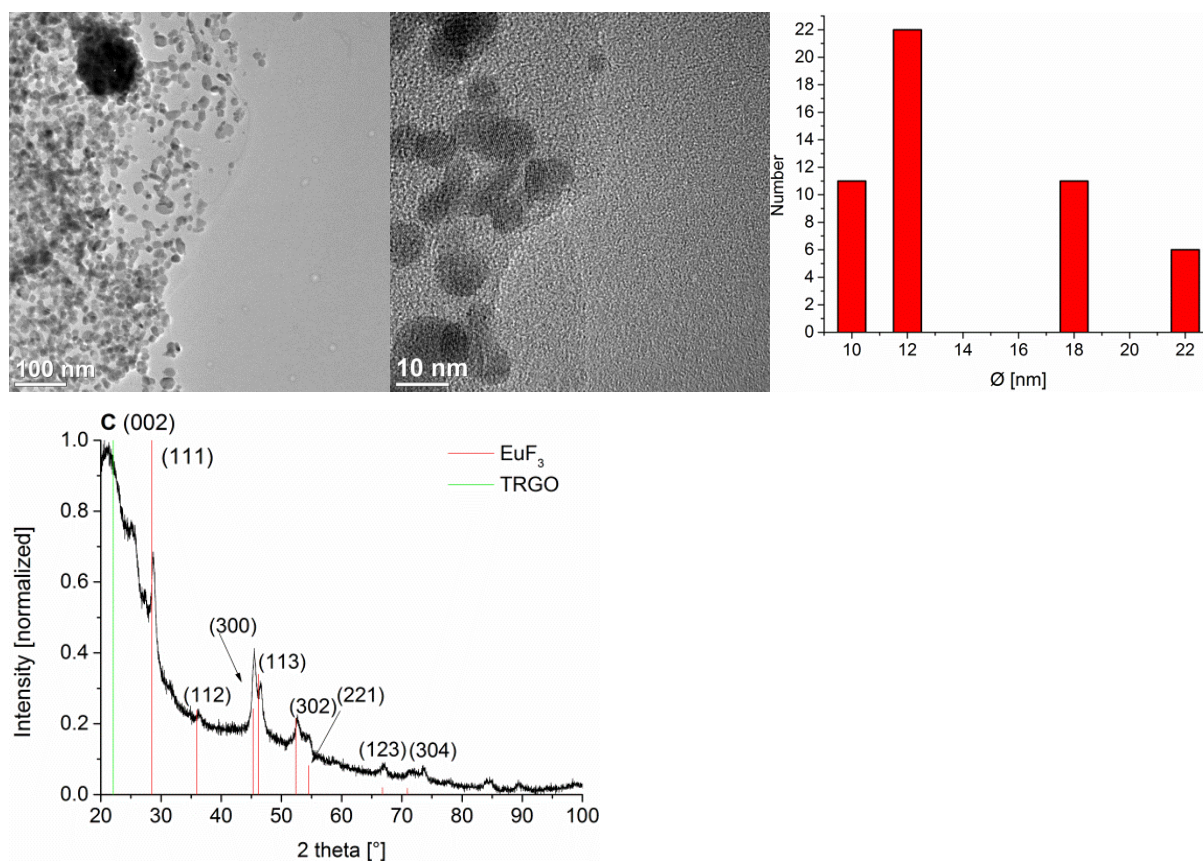 100 nm
10 nm
22
20
18
16
14
12
10
8
6
4
2
0
Number
10 12 14 16 18 20 22
Ø [nm]
C (002)
(111)
EuF₃
TRGO
(300)
(113)
(112)
(302)
(221)
(123) (304)
1.0
0.8
0.6
0.4
0.2
0.0
Intensity [normalized]
20 30 40 50 60 70 80 90 100
2 theta [°]